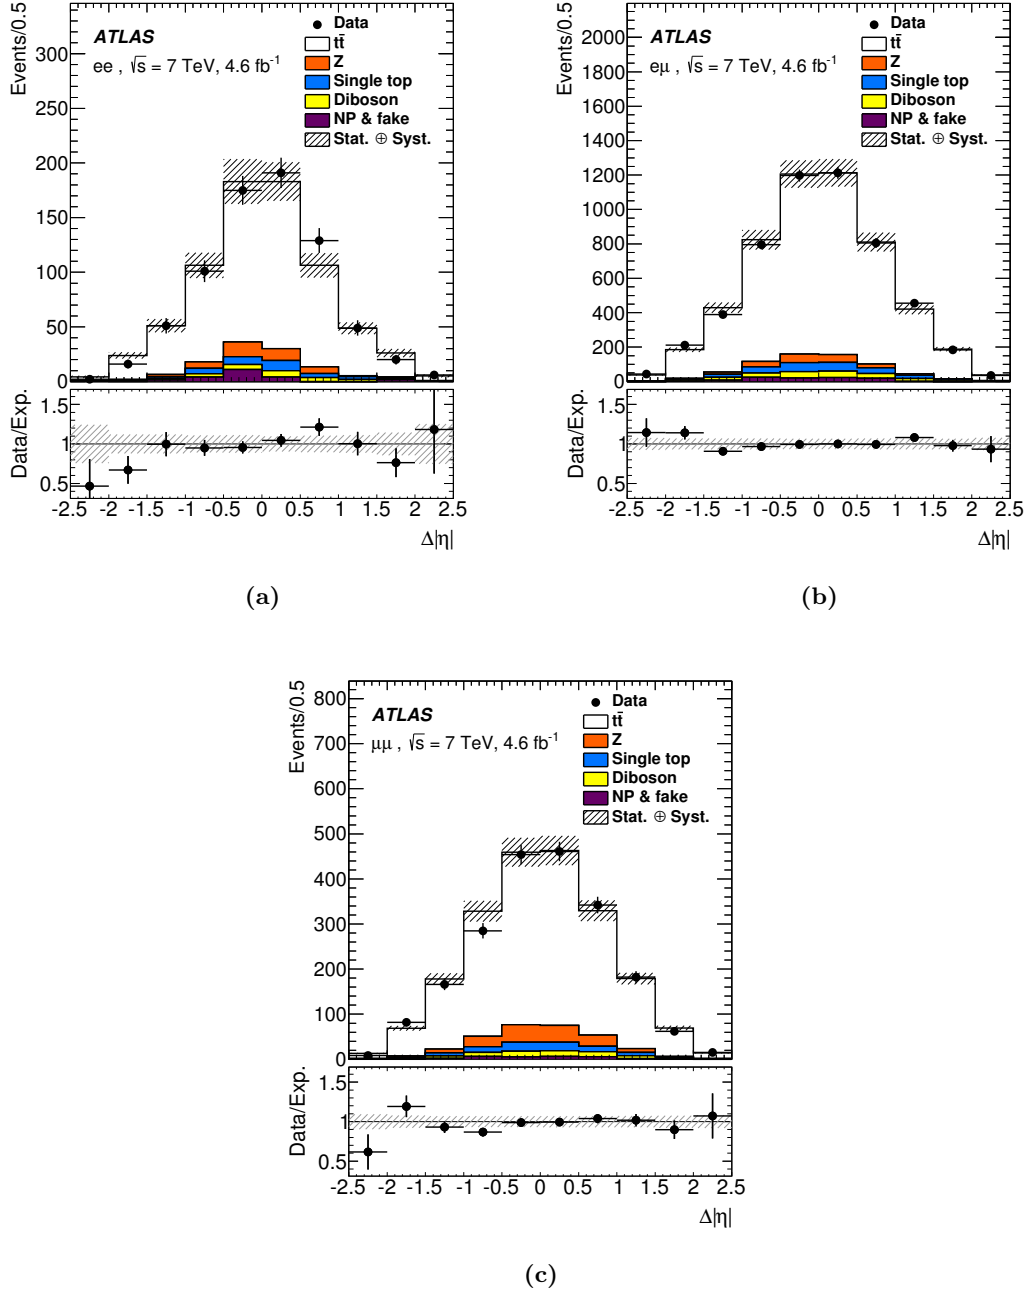 Events/0.5
350
300
250
200
150
100
50
0
ATLAS
ee , √s = 7 TeV, 4.6 fb⁻¹
Data
tt̄
Z
Single top
Diboson
NP & fake
Stat. ⊕ Syst.
Data/Exp.
1.5
1
0.5
-2.5 -2 -1.5 -1 -0.5 0 0.5 1 1.5 2 2.5
Δ|η|
(a)
Events/0.5
2000
1800
1600
1400
1200
1000
800
600
400
200
0
ATLAS
eμ , √s = 7 TeV, 4.6 fb⁻¹
Data
tt̄
Z
Single top
Diboson
NP & fake
Stat. ⊕ Syst.
Data/Exp.
1.5
1
0.5
-2.5 -2 -1.5 -1 -0.5 0 0.5 1 1.5 2 2.5
Δ|η|
(b)
Events/0.5
800
700
600
500
400
300
200
100
0
ATLAS
μμ , √s = 7 TeV, 4.6 fb⁻¹
Data
tt̄
Z
Single top
Diboson
NP & fake
Stat. ⊕ Syst.
Data/Exp.
1.5
1
0.5
-2.5 -2 -1.5 -1 -0.5 0 0.5 1 1.5 2 2.5
Δ|η|
(c)